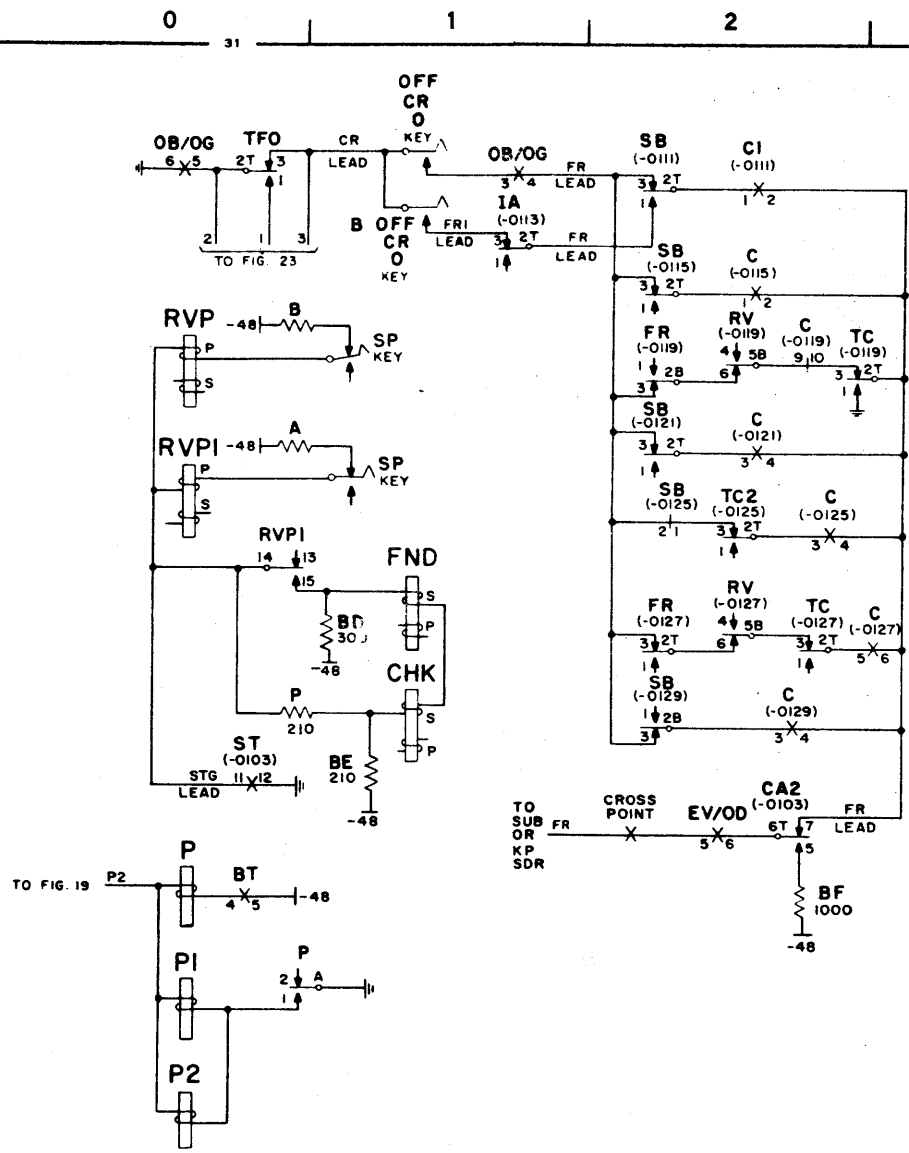 0 1 2
31
OFF
CR
O
KEY
OB/OG TFO CR LEAD
6 5 2T 3 1
2 1 3
TO FIG. 23
OB/OG FR LEAD
3 4
B OFF
CR
O
KEY
FR1 LEAD
IA
(-0113)
3 2T 1
FR LEAD
SB C1
(-0111) (-0111)
3 2T 1 1 2
SB C
(-0115) (-0115)
3 2T 1 1 2
FR RV C TC
(-0119) (-0119) (-0119) (-0119)
1 2B 3 4 5B 6 9 10 3 2T 1
SB C
(-0121) (-0121)
3 2T 1 3 4
SB TC2 C
(-0125) (-0125) (-0125)
2 1 3 2T 1 3 4
FR RV TC C
(-0127) (-0127) (-0127) (-0127)
3 2T 1 4 5B 6 3 2T 1 5 6
SB C
(-0129) (-0129)
1 2B 3 3 4
RVP
P
S
-48 B
SP
KEY
RVP1
P
S
-48 A
SP
KEY
RVP1
14 13
15
FND
S
P
BD
-48
CHK
S
P
P
210
BE
210
-48
ST
(-0103)
11 12
STG
LEAD
TO
SUB
OR
KP
SDR
FR
CROSS
POINT
EV/OD
5 6
CA2
(-0103)
6T 7
5
FR
LEAD
BF
1000
-48
TO FIG. 19 P2
P
BT
4 5
-48
P1
P
2 A
1
P2